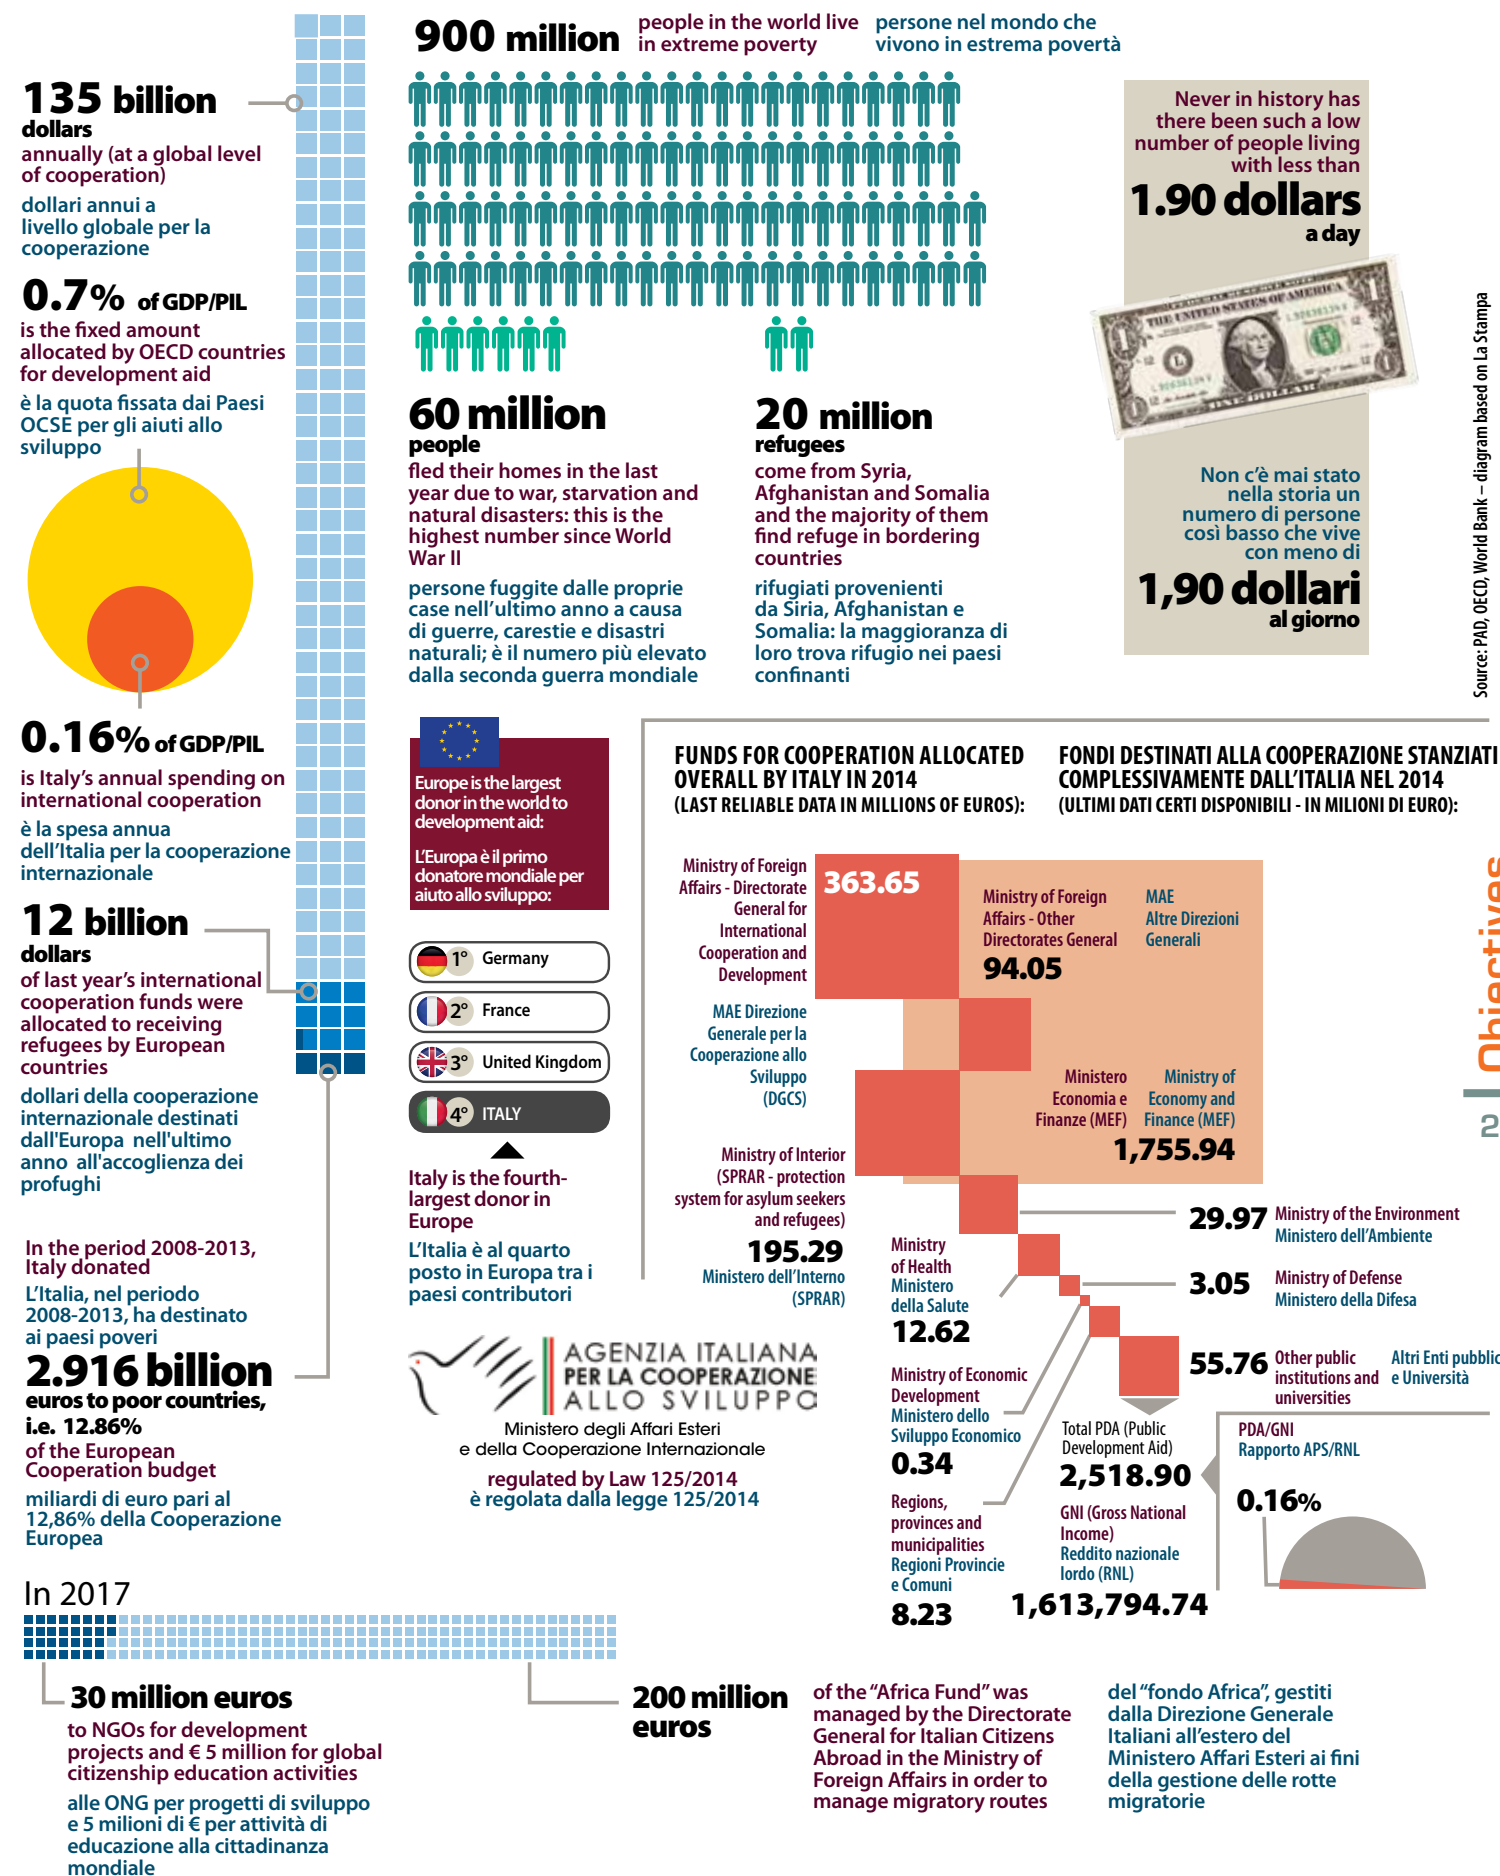 135 billion
dollars
annually (at a global level
of cooperation)
dollari annui a
livello globale per la
cooperazione
0.7% of GDP/PIL
is the fixed amount
allocated by OECD countries
for development aid
è la quota fissata dai Paesi
OCSE per gli aiuti allo
sviluppo
0.16% of GDP/PIL
is Italy's annual spending on
international cooperation
è la spesa annua
dell'Italia per la cooperazione
internazionale
12 billion
dollars
of last year's international
cooperation funds were
allocated to receiving
refugees by European
countries
dollari della cooperazione
internazionale destinati
dall'Europa nell'ultimo
anno all'accoglienza dei
profughi
In the period 2008-2013,
Italy donated
L'Italia, nel periodo
2008-2013, ha destinato
ai paesi poveri
2.916 billion
euros to poor countries,
i.e. 12.86%
of the European
Cooperation budget
miliardi di euro pari al
12,86% della Cooperazione
Europea
900 million
people in the world live
in extreme poverty
persone nel mondo che
vivono in estrema povertà
60 million
people
fled their homes in the last
year due to war, starvation and
natural disasters: this is the
highest number since World
War II
persone fuggite dalle proprie
case nell'ultimo anno a causa
di guerre, carestie e disastri
naturali; è il numero più elevato
dalla seconda guerra mondiale
20 million
refugees
come from Syria,
Afghanistan and Somalia
and the majority of them
find refuge in bordering
countries
rifugiati provenienti
da Siria, Afghanistan e
Somalia: la maggioranza di
loro trova rifugio nei paesi
confinanti
Never in history has
there been such a low
number of people living
with less than
1.90 dollars
a day
THE UNITED STATES OF AMERICA
ONE DOLLAR
Non c'è mai stato
nella storia un
numero di persone
così basso che vive
con meno di
1,90 dollari
al giorno
Source: PAD, OECD, World Bank – diagram based on La Stampa
Europe is the largest
donor in the world to
development aid:
L'Europa è il primo
donatore mondiale per
aiuto allo sviluppo:
1° Germany
2° France
3° United Kingdom
4° ITALY
Italy is the fourth-
largest donor in
Europe
L'Italia è al quarto
posto in Europa tra i
paesi contributori
AGENZIA ITALIANA
PER LA COOPERAZIONE
ALLO SVILUPPO
Ministero degli Affari Esteri
e della Cooperazione Internazionale
regulated by Law 125/2014
è regolata dalla legge 125/2014
FUNDS FOR COOPERATION ALLOCATED
OVERALL BY ITALY IN 2014
(LAST RELIABLE DATA IN MILLIONS OF EUROS):
FONDI DESTINATI ALLA COOPERAZIONE STANZIATI
COMPLESSIVAMENTE DALL'ITALIA NEL 2014
(ULTIMI DATI CERTI DISPONIBILI - IN MILIONI DI EURO):
Ministry of Foreign
Affairs - Directorate
General for
International
Cooperation and
Development
MAE Direzione
Generale per la
Cooperazione allo
Sviluppo
(DGCS)
363.65
Ministry of Foreign
Affairs - Other
Directorates General
MAE
Altre Direzioni
Generali
94.05
Ministero
Economia e
Finanze (MEF)
Ministry of
Economy and
Finance (MEF)
1,755.94
Ministry of Interior
(SPRAR - protection
system for asylum seekers
and refugees)
195.29
Ministero dell'Interno
(SPRAR)
29.97
Ministry of the Environment
Ministero dell'Ambiente
Ministry
of Health
Ministero
della Salute
12.62
3.05
Ministry of Defense
Ministero della Difesa
Ministry of Economic
Development
Ministero dello
Sviluppo Economico
0.34
55.76
Other public
institutions and
universities
Altri Enti pubblic
e Università
Regions,
provinces and
municipalities
Regioni Provincie
e Comuni
8.23
Total PDA (Public
Development Aid)
2,518.90
GNI (Gross National
Income)
Reddito nazionale
lordo (RNL)
1,613,794.74
PDA/GNI
Rapporto APS/RNL
0.16%
Objectives
2
In 2017
30 million euros
to NGOs for development
projects and € 5 million for global
citizenship education activities
alle ONG per progetti di sviluppo
e 5 milioni di € per attività di
educazione alla cittadinanza
mondiale
200 million
euros
of the "Africa Fund" was
managed by the Directorate
General for Italian Citizens
Abroad in the Ministry of
Foreign Affairs in order to
manage migratory routes
del "fondo Africa", gestiti
dalla Direzione Generale
Italiani all'estero del
Ministero Affari Esteri ai fini
della gestione delle rotte
migratorie